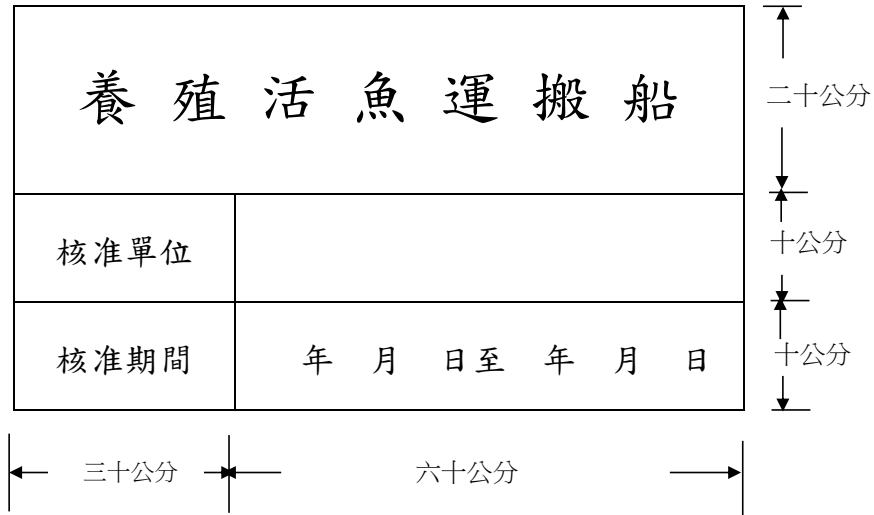 養殖活魚運搬船
二十公分
核准單位
十公分
核准期間 年 月 日至 年 月 日
十公分
三十公分 六十公分